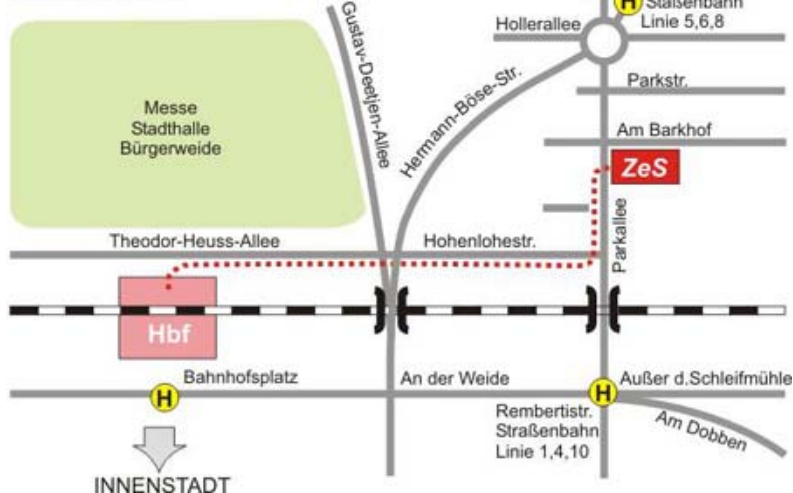 H
Staßenbahn
Linie 5,6,8
Hollerallee
Gustav-Deetjen-Allee
Hermann-Böse-Str.
Parkstr.
Messe
Stadthalle
Bürgerweide
Am Barkhof
ZeS
Parkallee
Theodor-Heuss-Allee
Hohenlohestr.
Hbf
Bahnhofsplatz
An der Weide
Außer d.Schleifmühle
H
H
Rembertistr.
Straßenbahn
Linie 1,4,10
Am Dobben
INNENSTADT